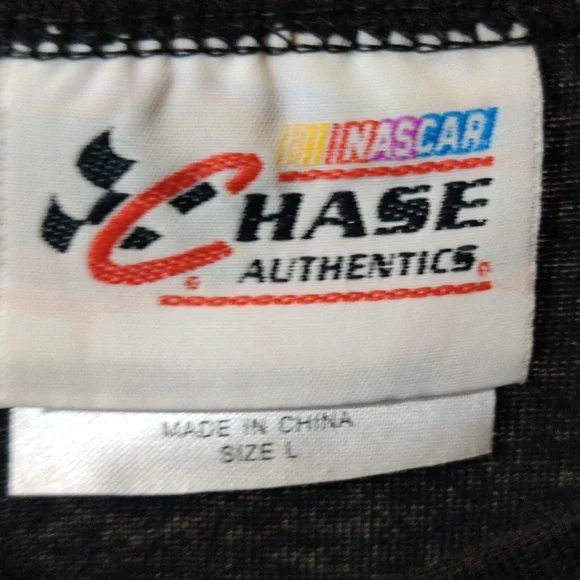 NASCAR
CHASE
AUTHENTICS
MADE IN CHINA
SIZE L